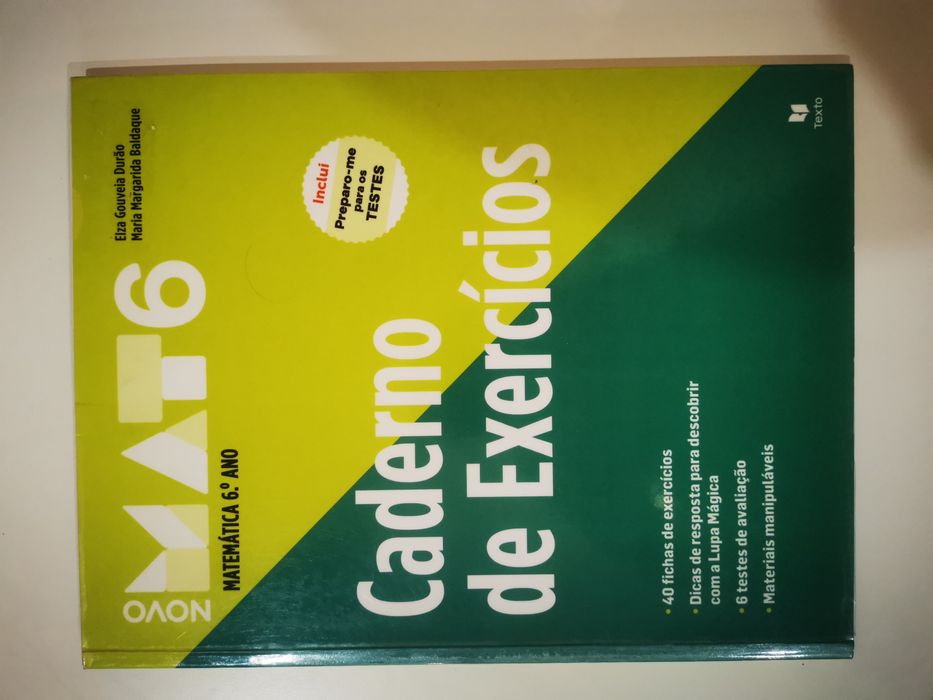 NOVO
MAT6
MATEMÁTICA 6.º ANO
Elza Gouveia Durão
Maria Margarida Baldaque
Inclui
Preparo-me
para os
TESTES
Caderno
de Exercícios
• 40 fichas de exercícios
• Dicas de resposta para descobrir
com a Lupa Mágica
• 6 testes de avaliação
• Materiais manipuláveis
Texto